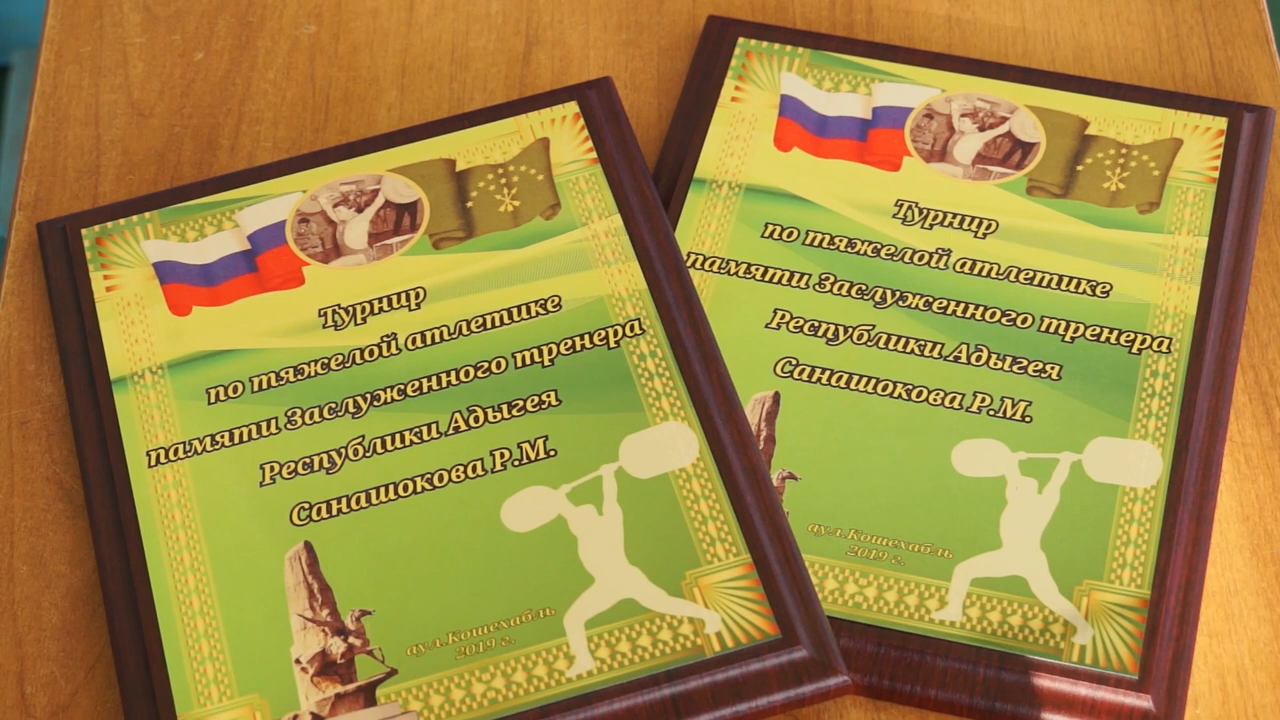 Турнир
по тяжелой атлетике
памяти Заслуженного тренера
Республики Адыгея
Санашокова Р.М.
аул.Кошехабль
2019 г.
Турнир
по тяжелой атлетике
памяти Заслуженного тренера
Республики Адыгея
Санашокова Р.М.
аул.Кошехабль
2019 г.